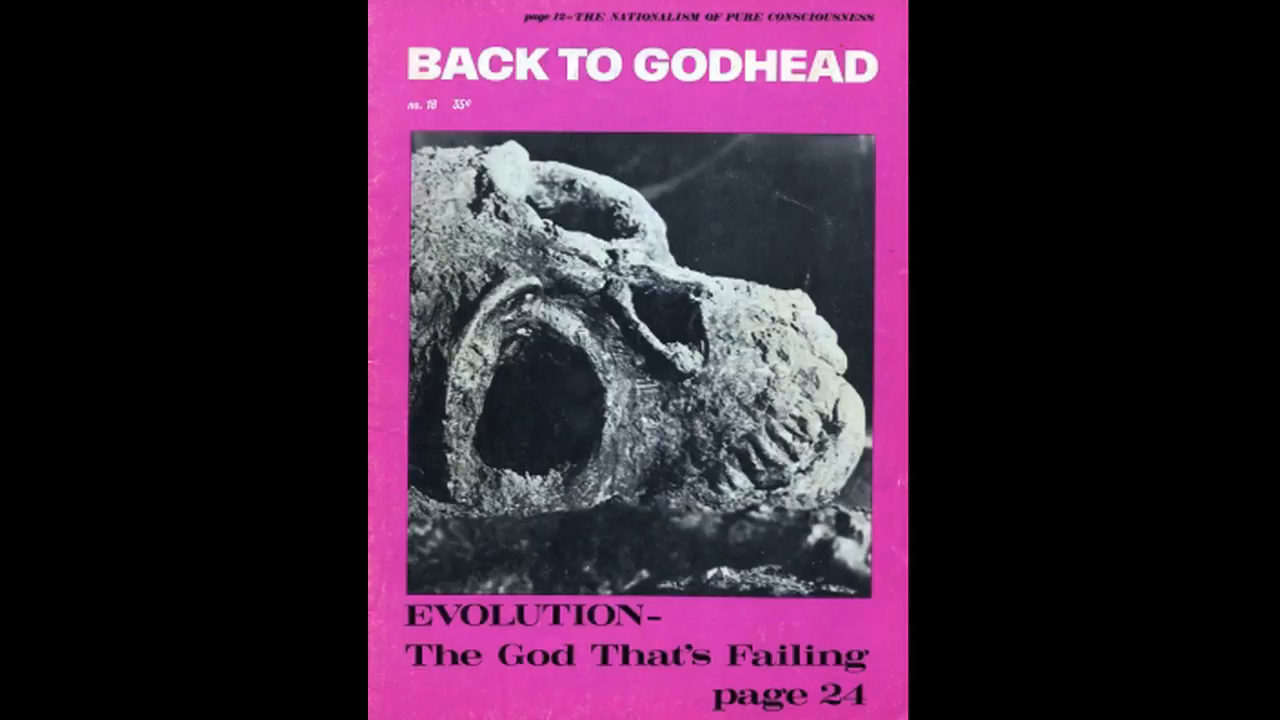 page 12–THE NATIONALISM OF PURE CONSCIOUSNESS
BACK TO GODHEAD
no. 18 35¢
EVOLUTION–
The God That's Failing
page 24